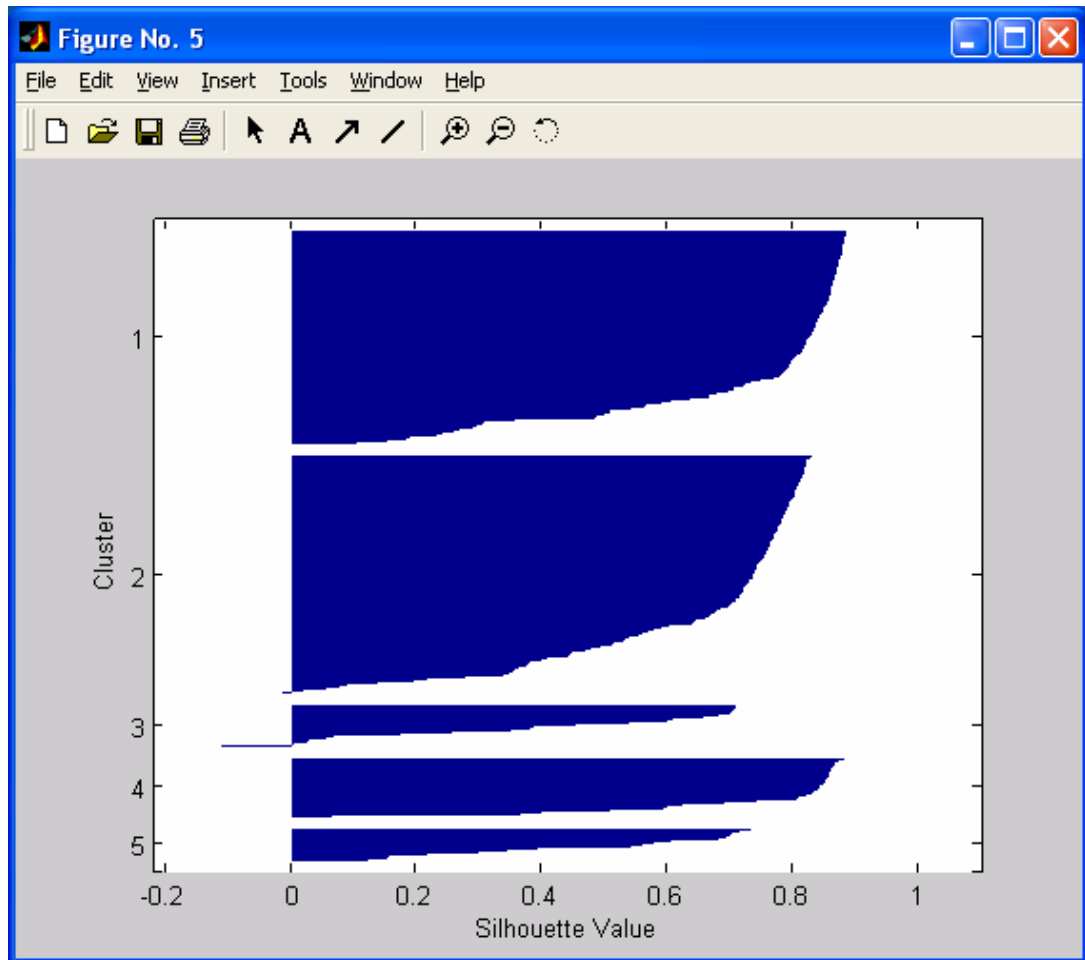 Figure No. 5
File Edit View Insert Tools Window Help
A
1
2
3
4
5
Cluster
-0.2 0 0.2 0.4 0.6 0.8 1
Silhouette Value